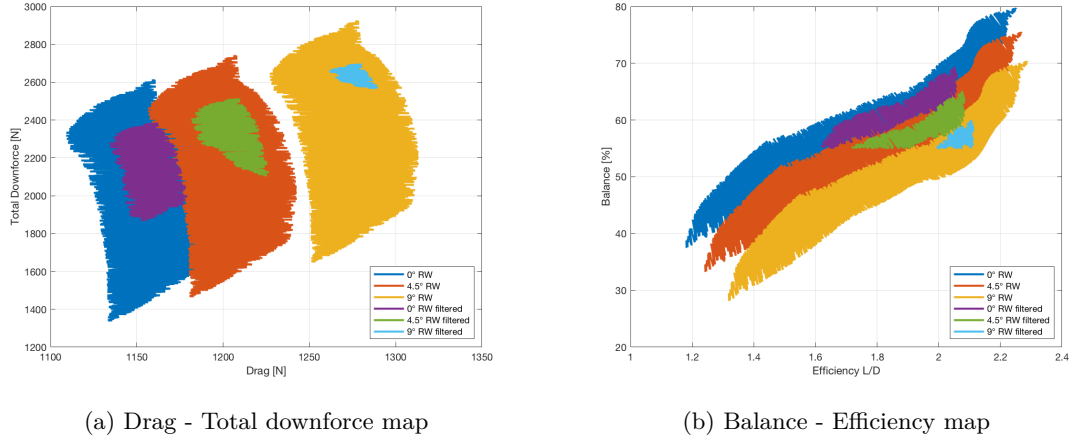 3000
2800
2600
2400
2200
2000
1800
1600
1400
1200
Total Downforce [N]
1100
1150
1200
1250
1300
1350
Drag [N]
0° RW
4.5° RW
9° RW
0° RW filtered
4.5° RW filtered
9° RW filtered
(a) Drag - Total downforce map
80
70
60
50
40
30
20
Balance [%]
1
1.2
1.4
1.6
1.8
2
2.2
2.4
Efficiency L/D
0° RW
4.5° RW
9° RW
0° RW filtered
4.5° RW filtered
9° RW filtered
(b) Balance - Efficiency map